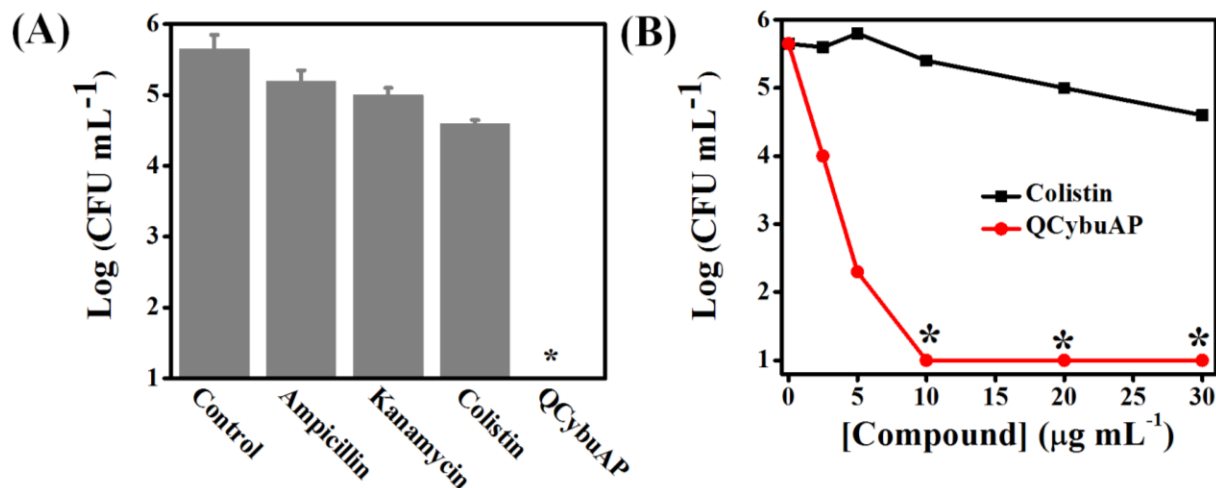 (A)
Log (CFU mL⁻¹)
6
5
4
3
2
1
*
Control
Ampicillin
Kanamycin
Colistin
QCybuAP
(B)
Log (CFU mL⁻¹)
6
5
4
3
2
1
Colistin
QCybuAP
* * *
0 5 10 15 20 25 30
[Compound] (μg mL⁻¹)